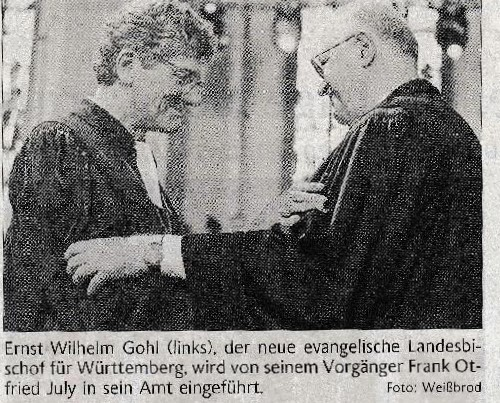 Ernst Wilhelm Gohl (links), der neue evangelische Landesbi-
schof für Württemberg, wird von seinem Vorgänger Frank Ot-
fried July in sein Amt eingeführt.
Foto: Weißbrod